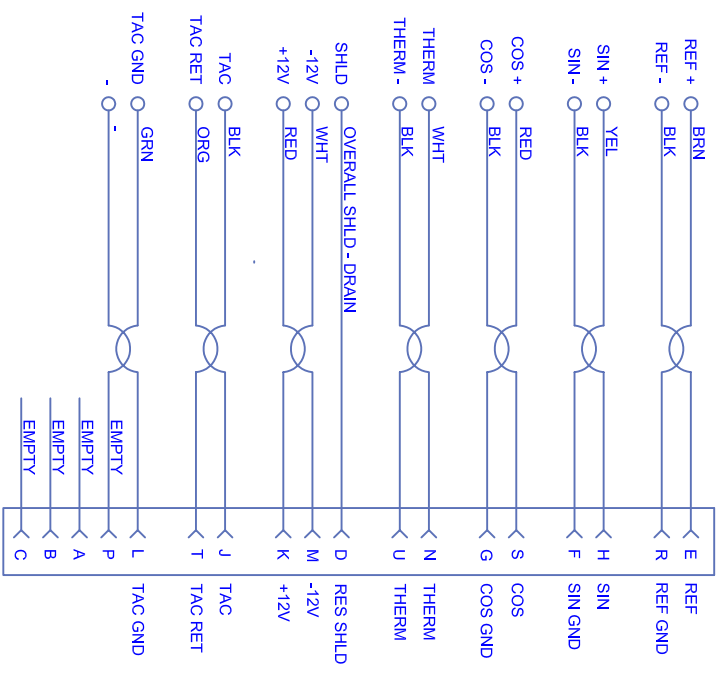 REF +
BRN
E
REF
REF -
BLK
R
REF GND
SIN +
YEL
H
SIN
SIN -
BLK
F
SIN GND
COS +
RED
S
COS
COS -
BLK
G
COS GND
THERM
WHT
N
THERM
THERM -
BLK
U
THERM
SHLD
OVERALL SHLD - DRAIN
D
RES SHLD
-12V
WHT
M
-12V
+12V
RED
K
+12V
TAC
BLK
J
TAC
TAC RET
ORG
T
TAC RET
TAC GND
GRN
L
TAC GND
-
-
EMPTY
P
EMPTY
A
EMPTY
B
EMPTY
C